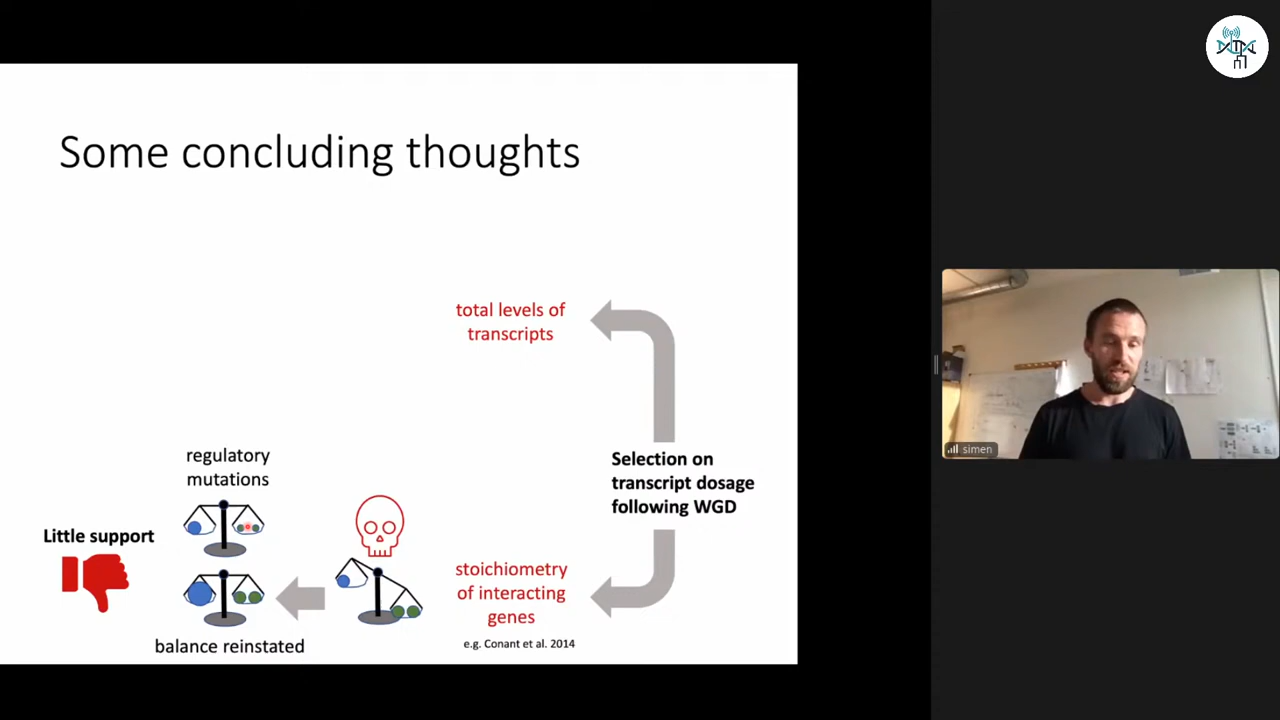 Some concluding thoughts
total levels of
transcripts
Selection on
transcript dosage
following WGD
regulatory
mutations
Little support
balance reinstated
stoichiometry
of interacting
genes
e.g. Conant et al. 2014
simen